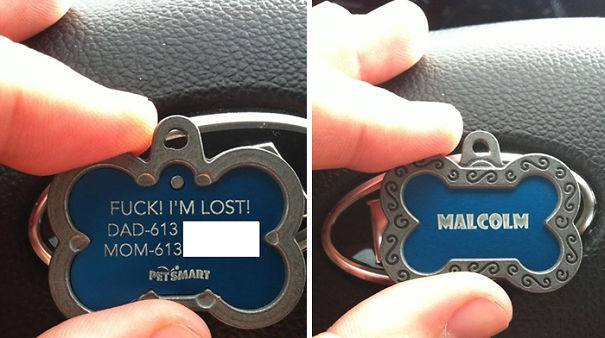 FUCK! I'M LOST!
DAD-613
MOM-613
PETSMART
MALCOLM